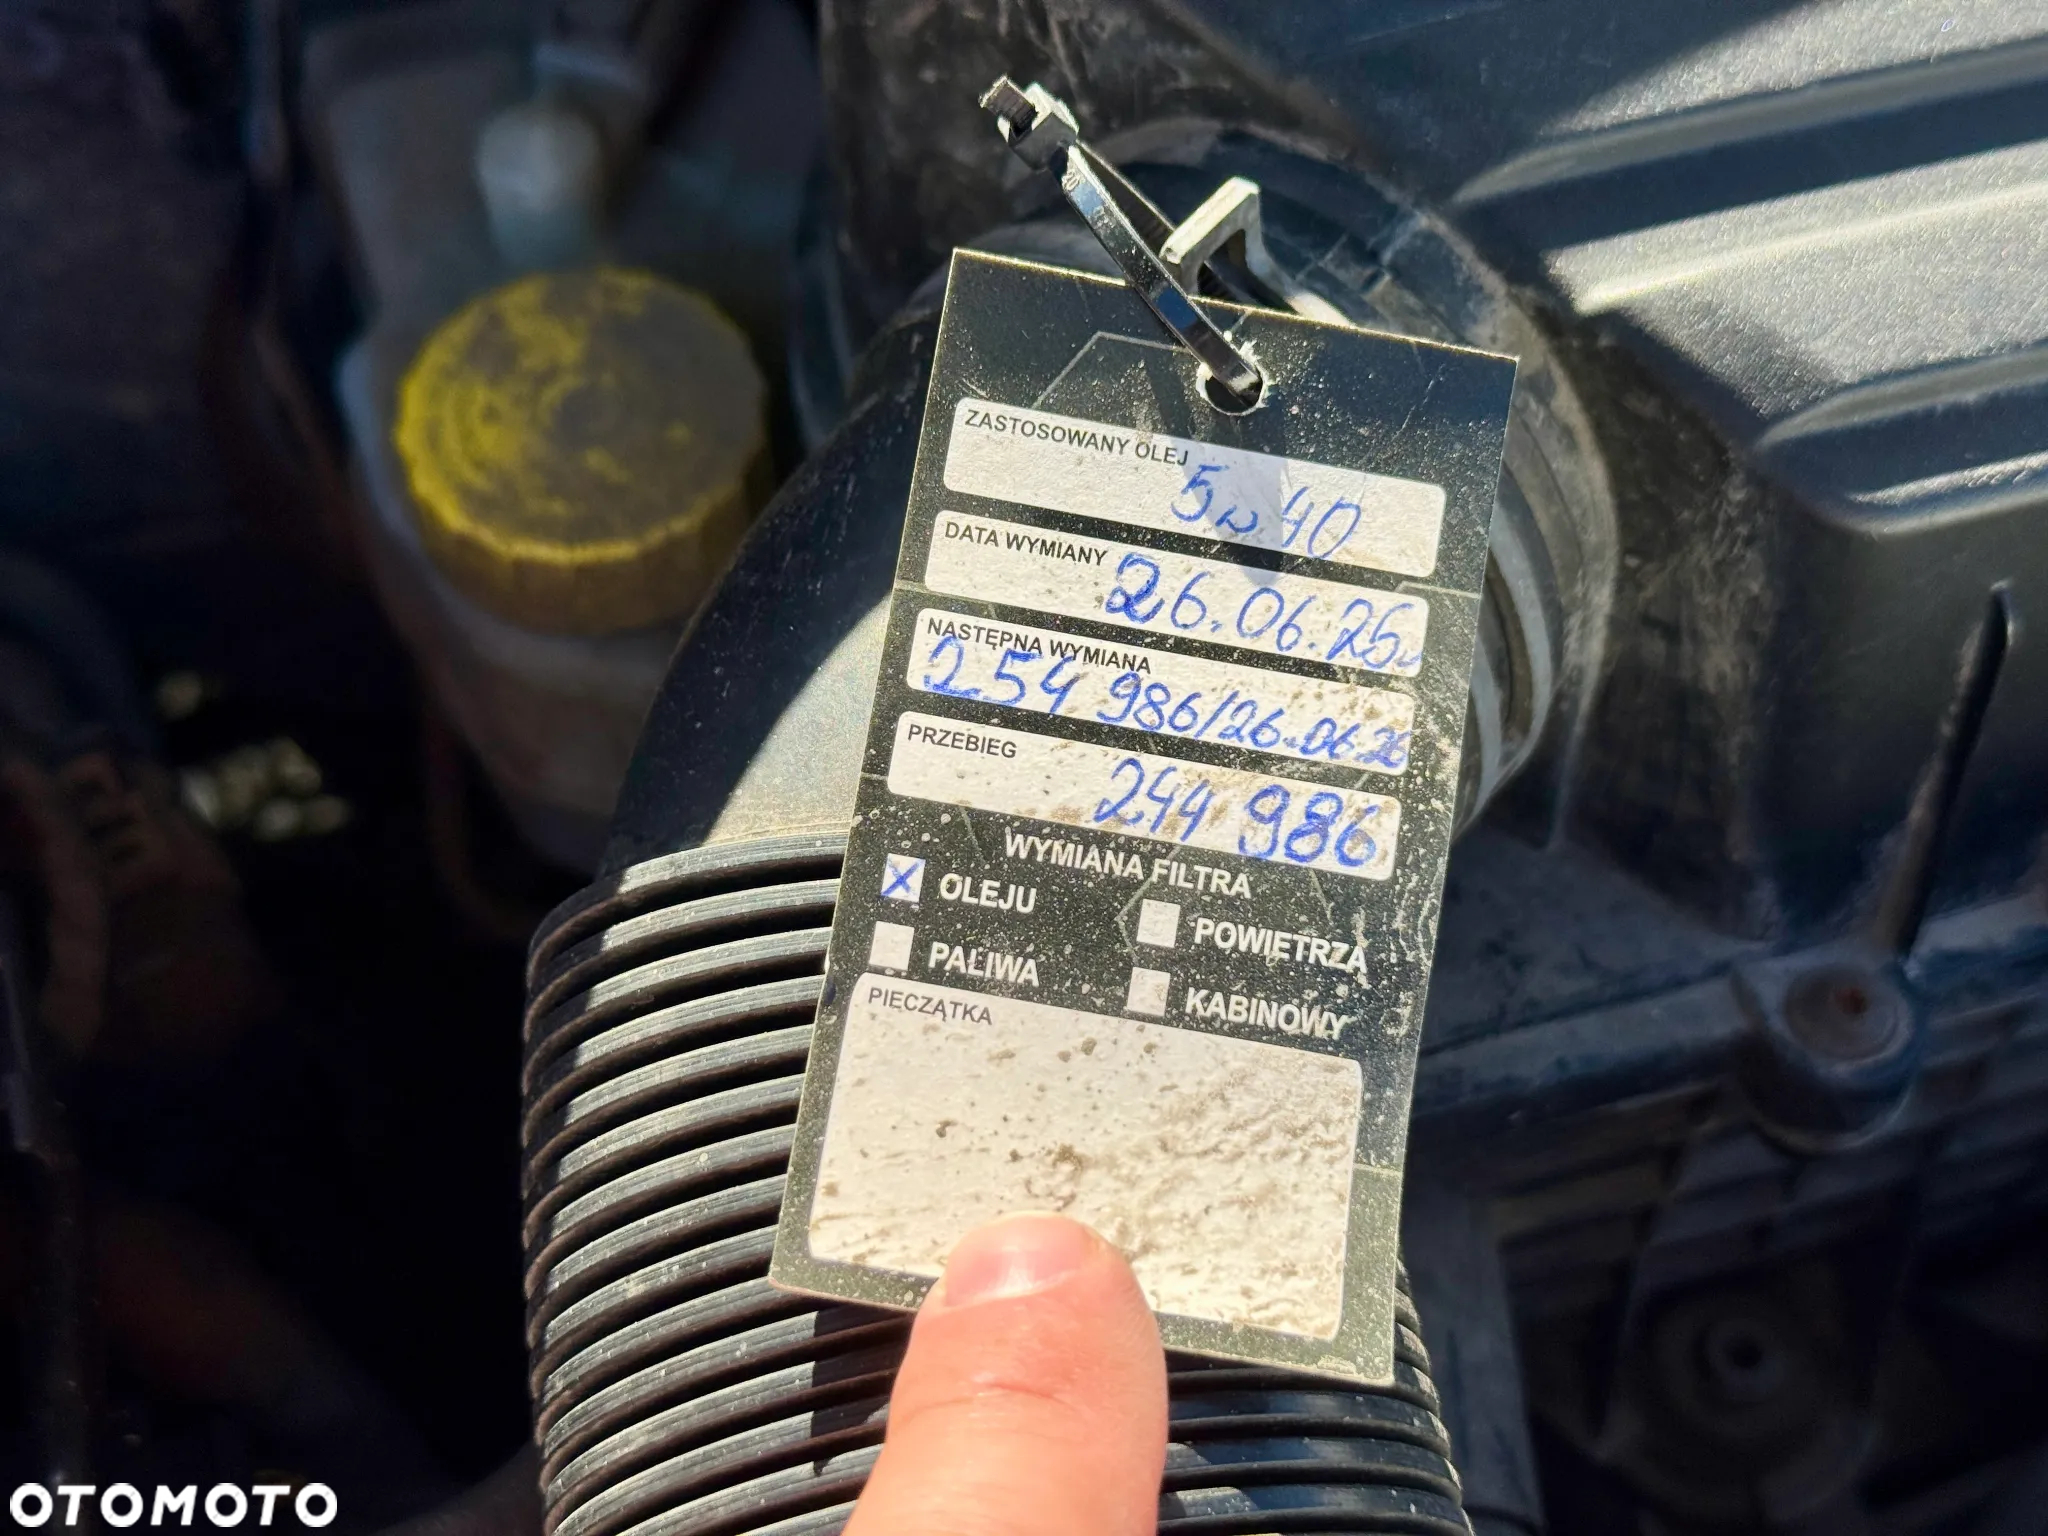 ZASTOSOWANY OLEJ
5w40
DATA WYMIANY
26.06.25
NASTĘPNA WYMIANA
254 986/26.06.26
PRZEBIEG
244 986
WYMIANA FILTRA
X OLEJU
POWIETRZA
PALIWA
KABINOWY
PIECZĄTKA
OTOMOTO